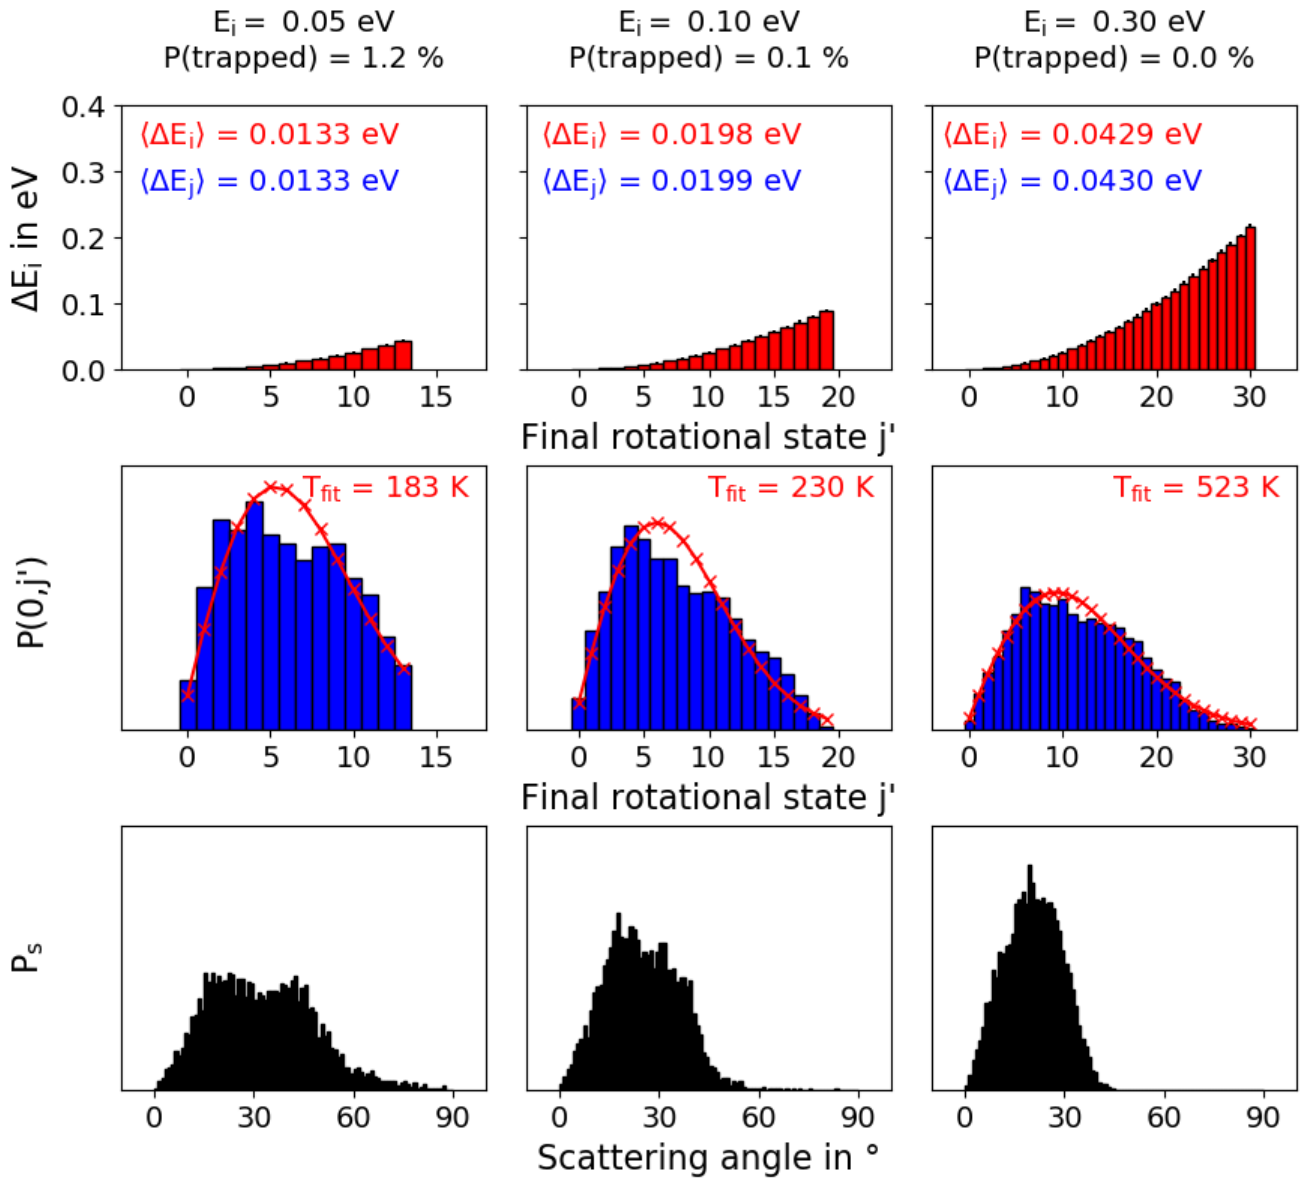 Eᵢ = 0.05 eV
P(trapped) = 1.2 %
Eᵢ = 0.10 eV
P(trapped) = 0.1 %
Eᵢ = 0.30 eV
P(trapped) = 0.0 %
ΔEᵢ in eV
0.4
0.3
0.2
0.1
0.0
⟨ΔEᵢ⟩ = 0.0133 eV
⟨ΔEⱼ⟩ = 0.0133 eV
0 5 10 15
⟨ΔEᵢ⟩ = 0.0198 eV
⟨ΔEⱼ⟩ = 0.0199 eV
0 5 10 15 20
⟨ΔEᵢ⟩ = 0.0429 eV
⟨ΔEⱼ⟩ = 0.0430 eV
0 10 20 30
Final rotational state j'
P(0,j')
T_fit = 183 K
0 5 10 15
T_fit = 230 K
0 5 10 15 20
T_fit = 523 K
0 10 20 30
Final rotational state j'
Pₛ
0 30 60 90
0 30 60 90
0 30 60 90
Scattering angle in °